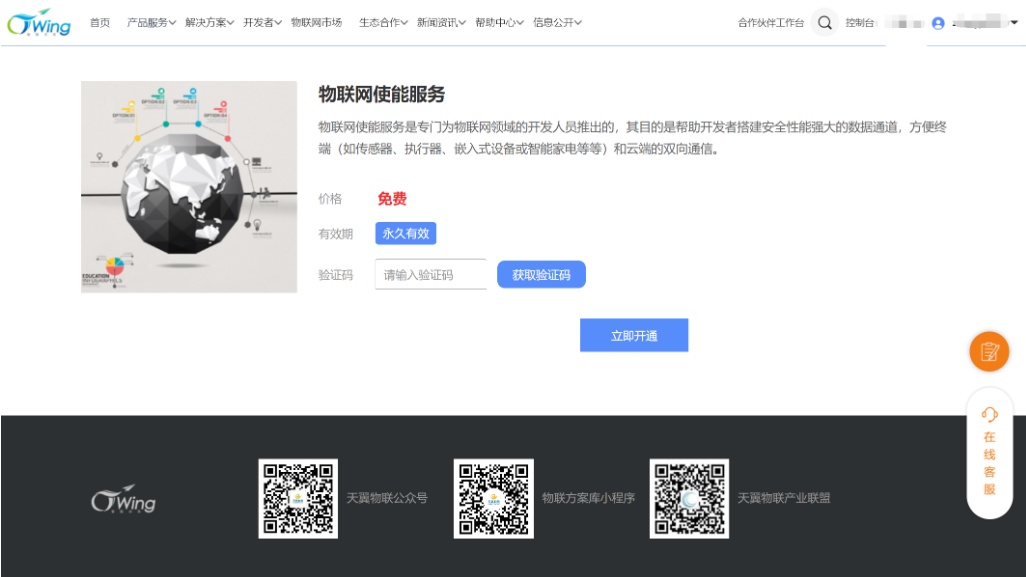 CTWing
首页 产品服务 解决方案 开发者 物联网市场 生态合作 新闻资讯 帮助中心 信息公开 合作伙伴工作台 控制台
物联网使能服务
物联网使能服务是专门为物联网领域的开发人员推出的，其目的是帮助开发者搭建安全性能强大的数据通道，方便终
端（如传感器、执行器、嵌入式设备或智能家电等等）和云端的双向通信。
OPTION 01
OPTION 02
OPTION 03
OPTION 04
EDUCATION
INFOGRAPHICS
价格 免费
有效期 永久有效
验证码 请输入验证码 获取验证码
立即开通
在
线
客
服
CTWing
天翼物联公众号
物联方案库小程序
天翼物联产业联盟